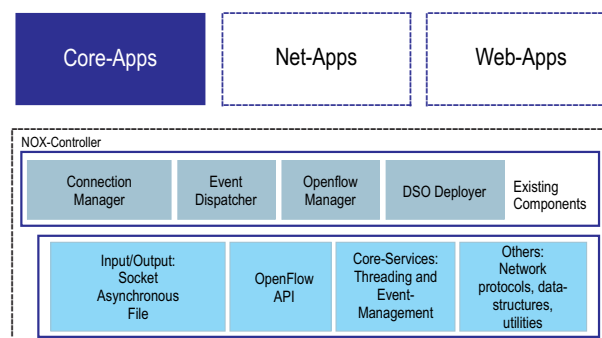 Core-Apps
Net-Apps
Web-Apps
NOX-Controller
Connection
Manager
Event
Dispatcher
Openflow
Manager
DSO Deployer
Existing
Components
Input/Output:
Socket
Asynchronous
File
OpenFlow
API
Core-Services:
Threading and
Event-
Management
Others:
Network
protocols, data-
structures,
utilities